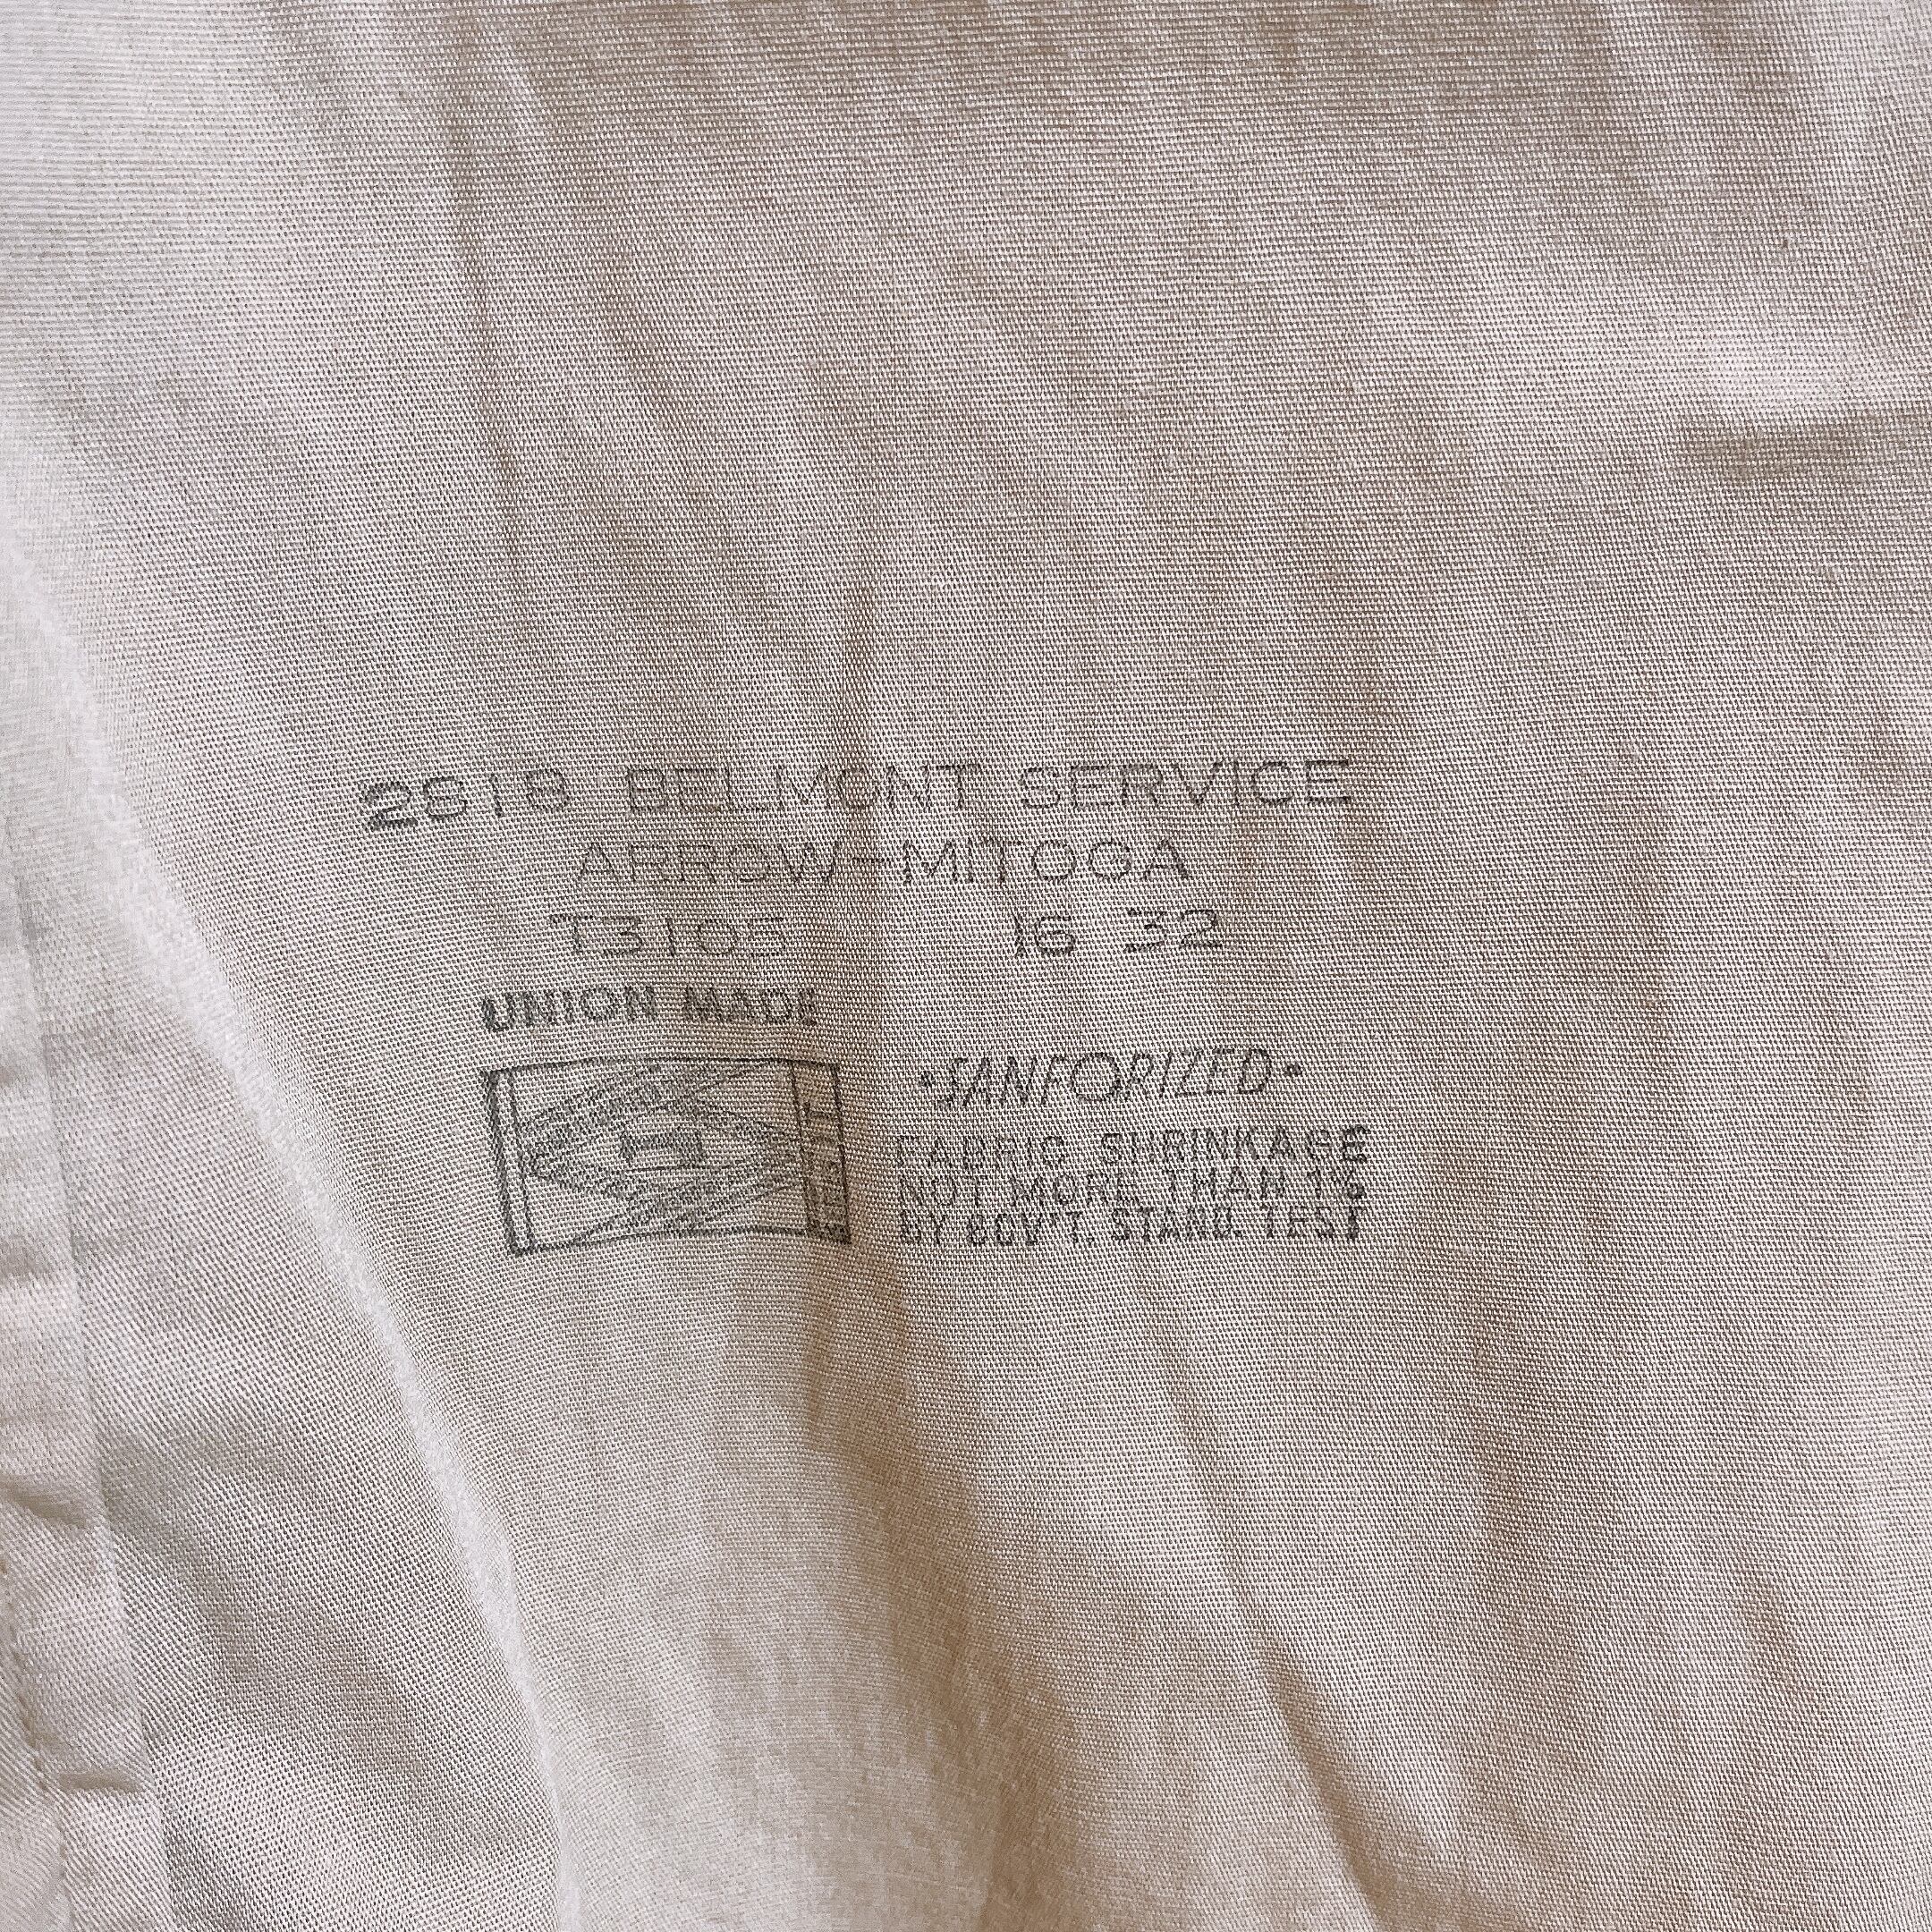 281B BELMONT SERVICE
ARROW-MITOGA
T3105 16 32
UNION MADE
·SANFORIZED·
FABRIC SHRINKAGE
NOT MORE THAN 1%
BY GOV'T. STAND. TEST